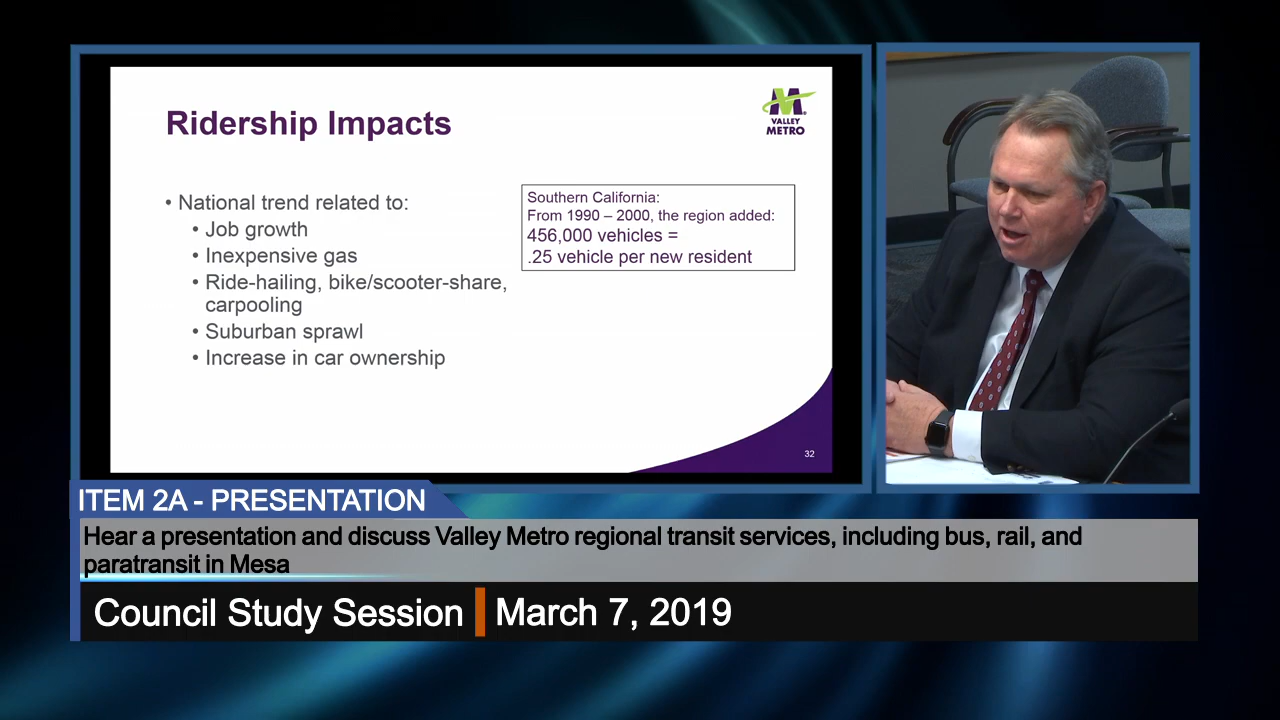 Ridership Impacts
VALLEY
METRO
• National trend related to:
• Job growth
• Inexpensive gas
• Ride-hailing, bike/scooter-share,
carpooling
• Suburban sprawl
• Increase in car ownership
Southern California:
From 1990 – 2000, the region added:
456,000 vehicles =
.25 vehicle per new resident
32
ITEM 2A - PRESENTATION
Hear a presentation and discuss Valley Metro regional transit services, including bus, rail, and
paratransit in Mesa
Council Study Session
March 7, 2019